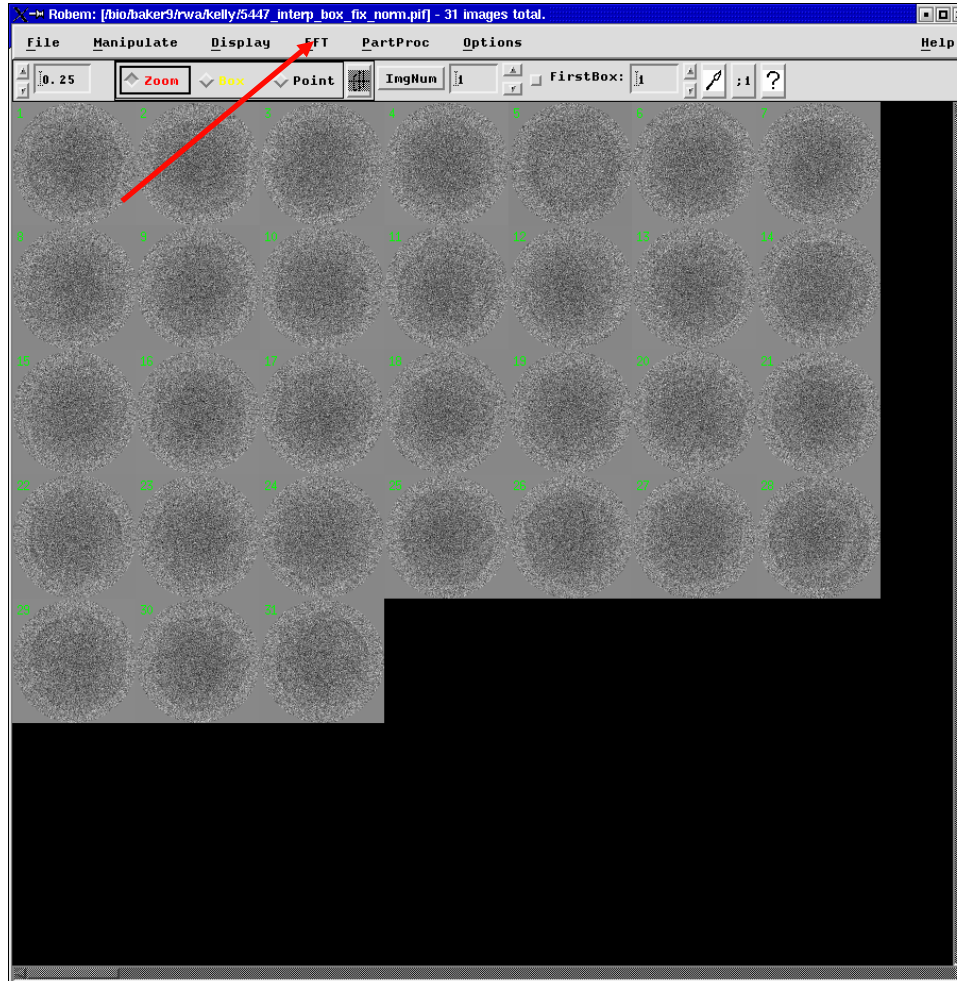 Robem: [/bio/baker9/rwa/kelly/5447_interp_box_fix_norm.pif] - 31 images total.
File Manipulate Display FFT PartProc Options Help
0.25 Zoom Box Point ImgNum 1 FirstBox: 1 ;1 ?
1 2 3 4 5 6 7
8 9 10 11 12 13 14
15 16 17 18 19 20 21
22 23 24 25 26 27 28
29 30 31